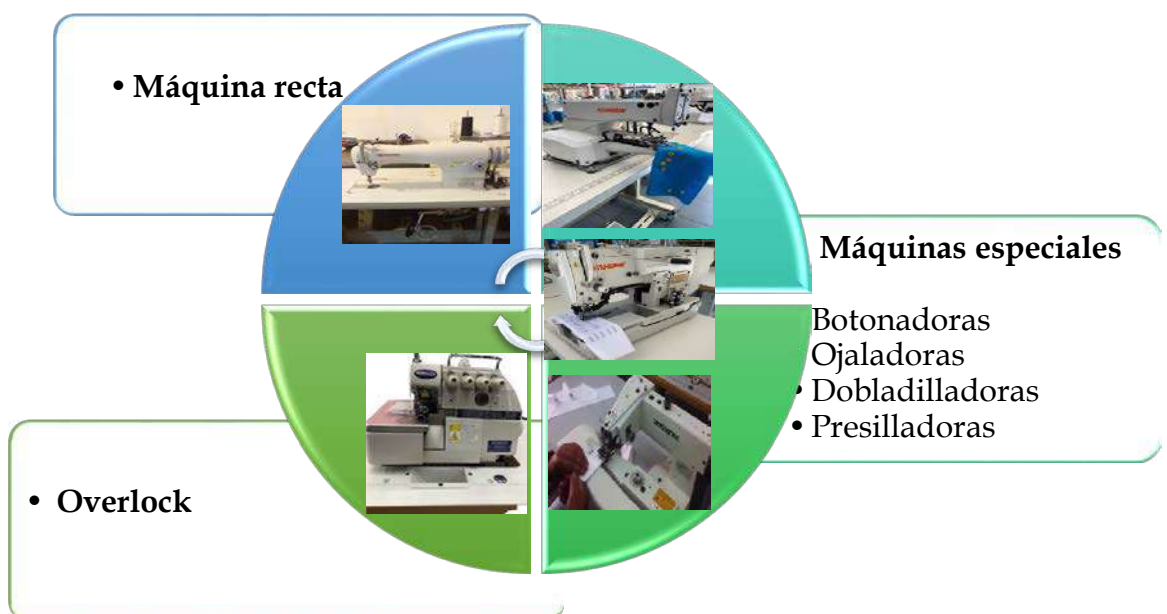 • Máquina recta
Máquinas especiales
Botonadoras
Ojaladoras
• Dobladilladoras
• Presilladoras
• Overlock